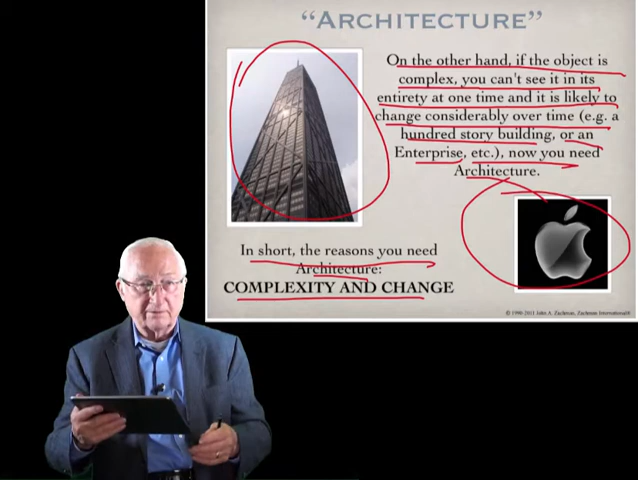 “ARCHITECTURE”
On the other hand, if the object is
complex, you can't see it in its
entirety at one time and it is likely to
change considerably over time (e.g. a
hundred story building, or an
Enterprise, etc.), now you need
Architecture.
In short, the reasons you need
Architecture:
COMPLEXITY AND CHANGE
© 1990-2011 John A. Zachman, Zachman International®